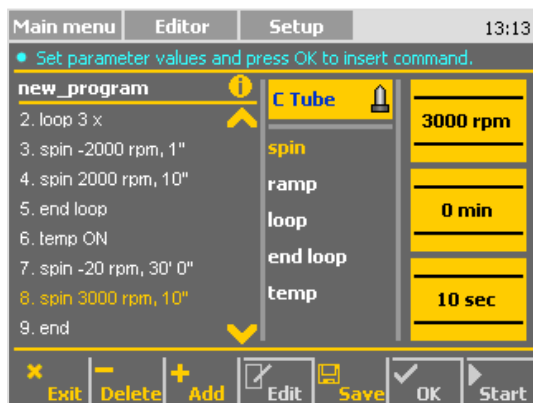 Main menu Editor Setup 13:13
• Set parameter values and press OK to insert command.
new_program
2. loop 3 x
3. spin -2000 rpm, 1"
4. spin 2000 rpm, 10"
5. end loop
6. temp ON
7. spin -20 rpm, 30' 0"
8. spin 3000 rpm, 10"
9. end
C Tube
spin
ramp
loop
end loop
temp
3000 rpm
0 min
10 sec
Exit Delete Add Edit Save OK Start